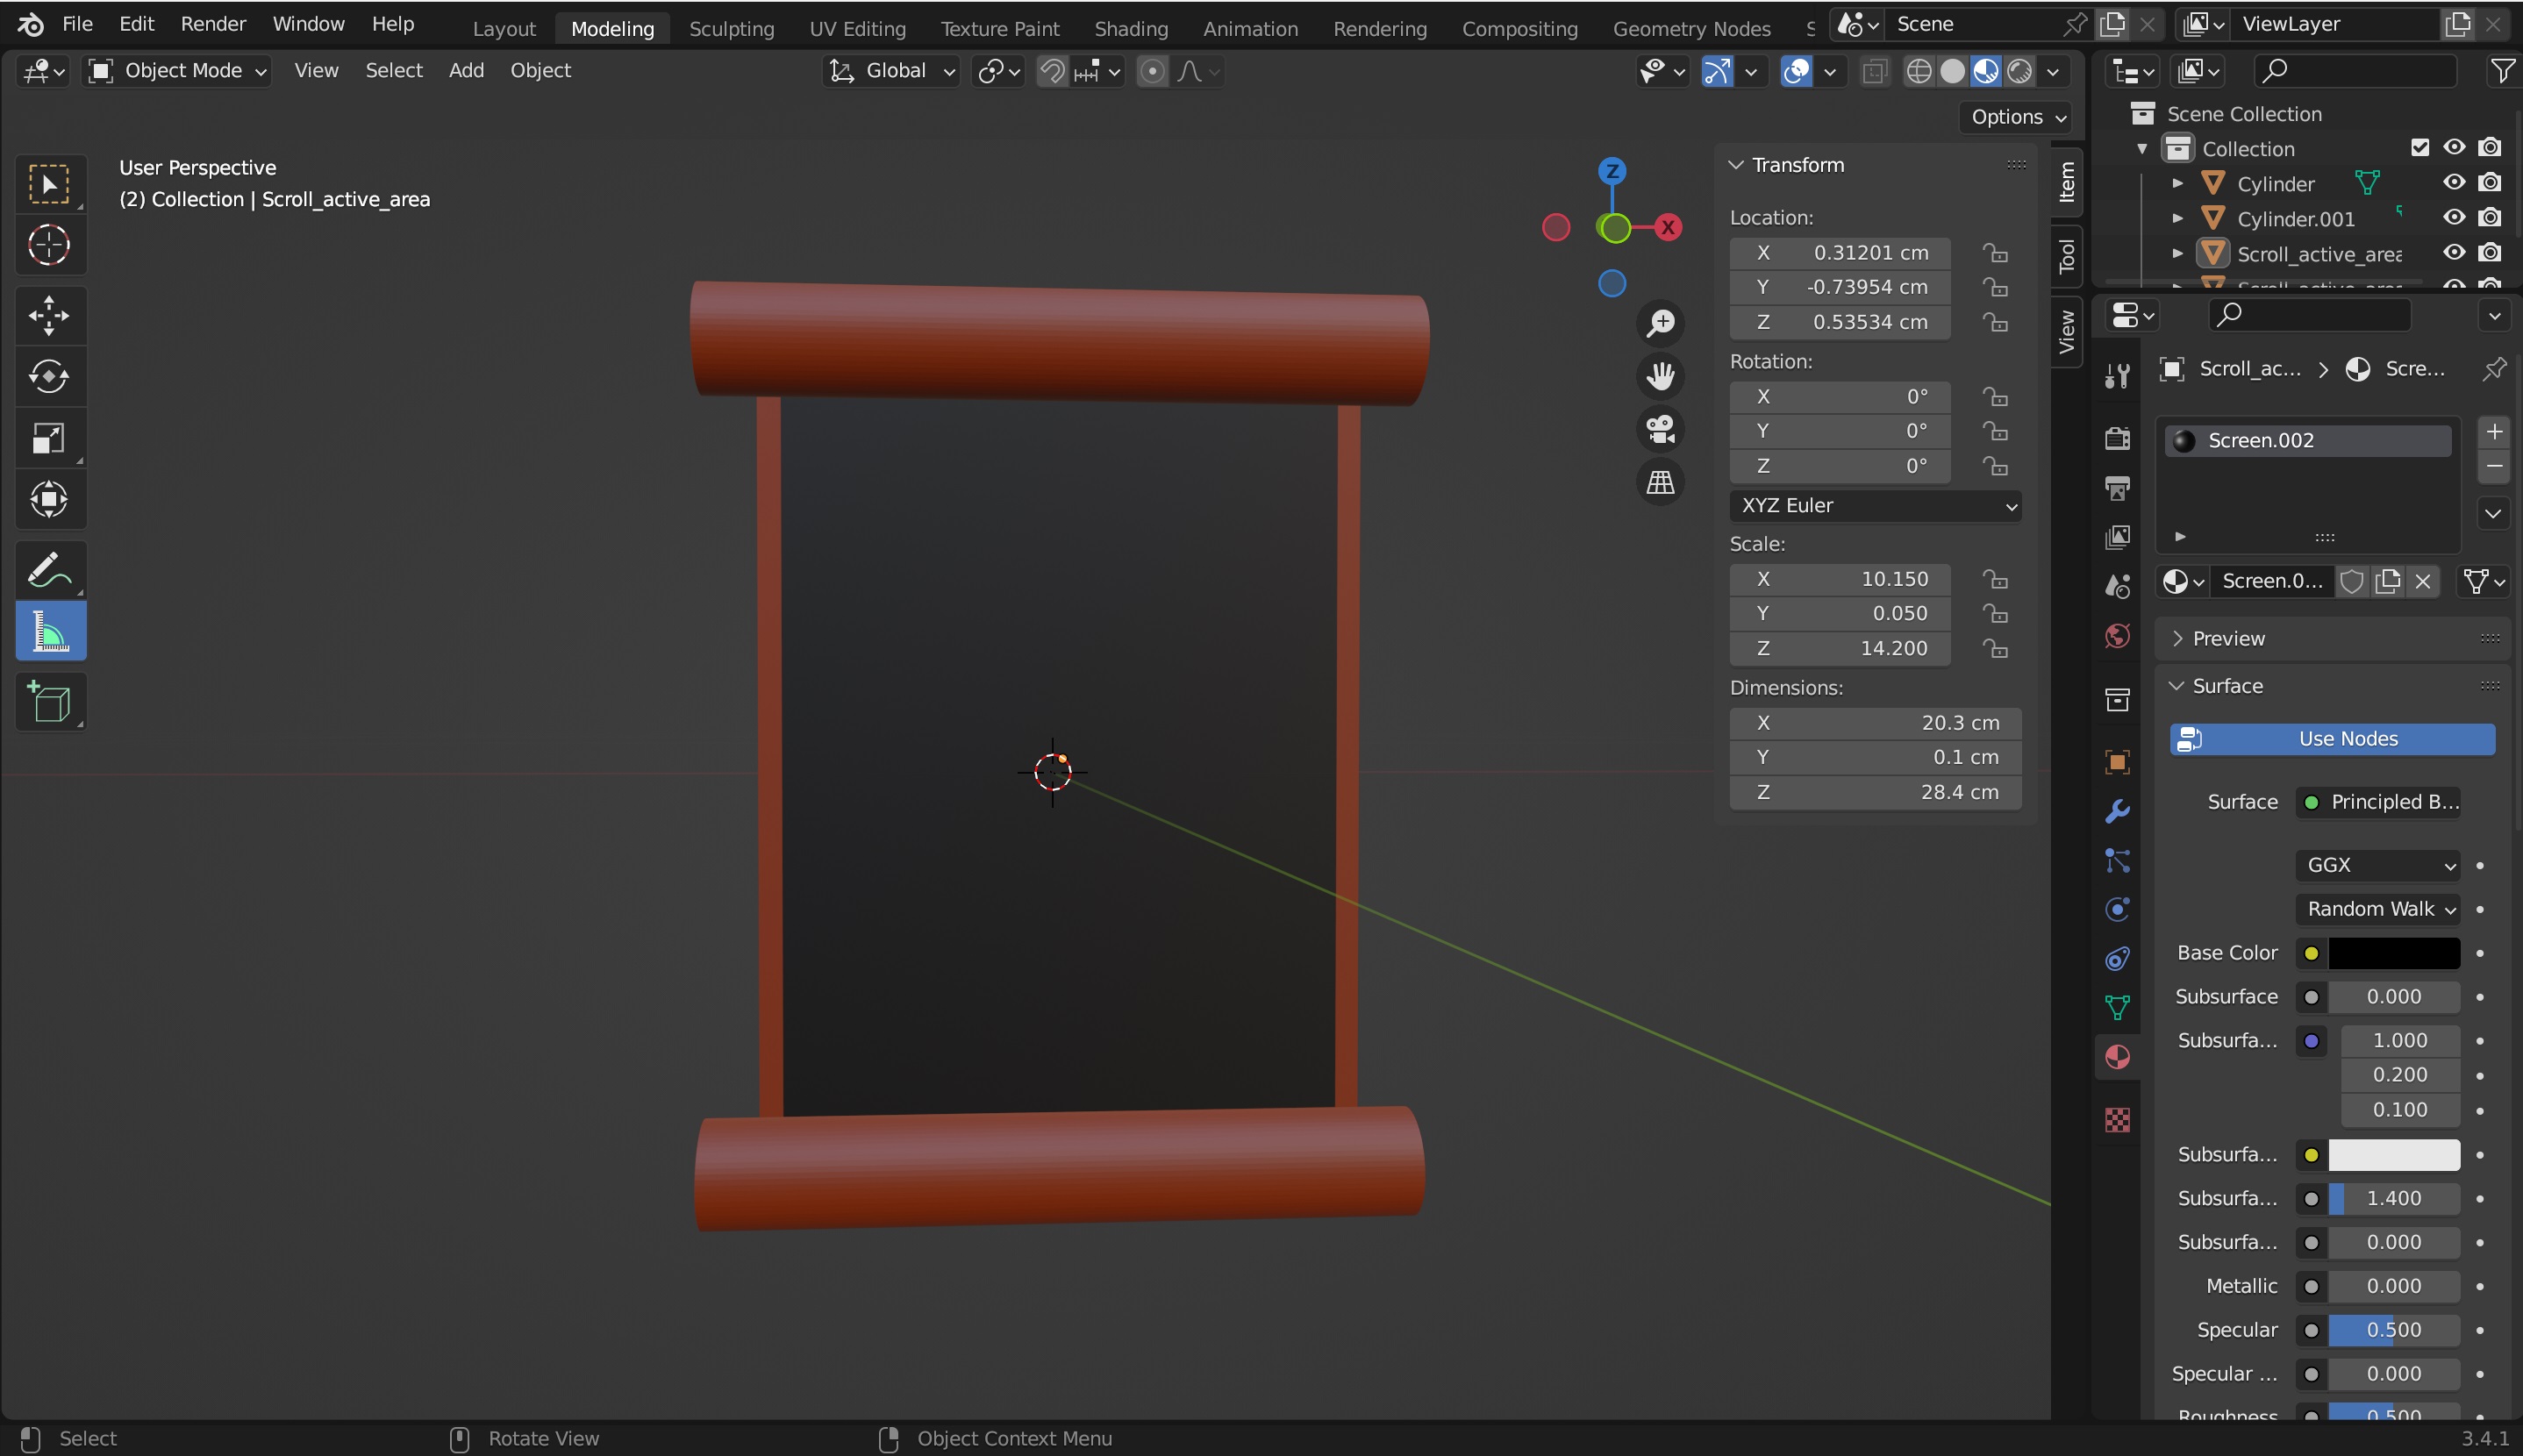 File Edit Render Window Help Layout Modeling Sculpting UV Editing Texture Paint Shading Animation Rendering Compositing Geometry Nodes S Scene ViewLayer
Object Mode View Select Add Object Global
Options
User Perspective
(2) Collection | Scroll_active_area
Z
X
Transform
Location:
X 0.31201 cm
Y -0.73954 cm
Z 0.53534 cm
Rotation:
X 0°
Y 0°
Z 0°
XYZ Euler
Scale:
X 10.150
Y 0.050
Z 14.200
Dimensions:
X 20.3 cm
Y 0.1 cm
Z 28.4 cm
Item
Tool
View
Scene Collection
Collection
Cylinder
Cylinder.001
Scroll_active_area
Scroll_active_area
Scroll_ac... Scre...
Screen.002
Screen.0...
Preview
Surface
Use Nodes
Surface Principled B...
GGX
Random Walk
Base Color
Subsurface 0.000
Subsurfa... 1.000
0.200
0.100
Subsurfa...
Subsurfa... 1.400
Subsurfa... 0.000
Metallic 0.000
Specular 0.500
Specular ... 0.000
Roughness 0.500
Select Rotate View Object Context Menu 3.4.1